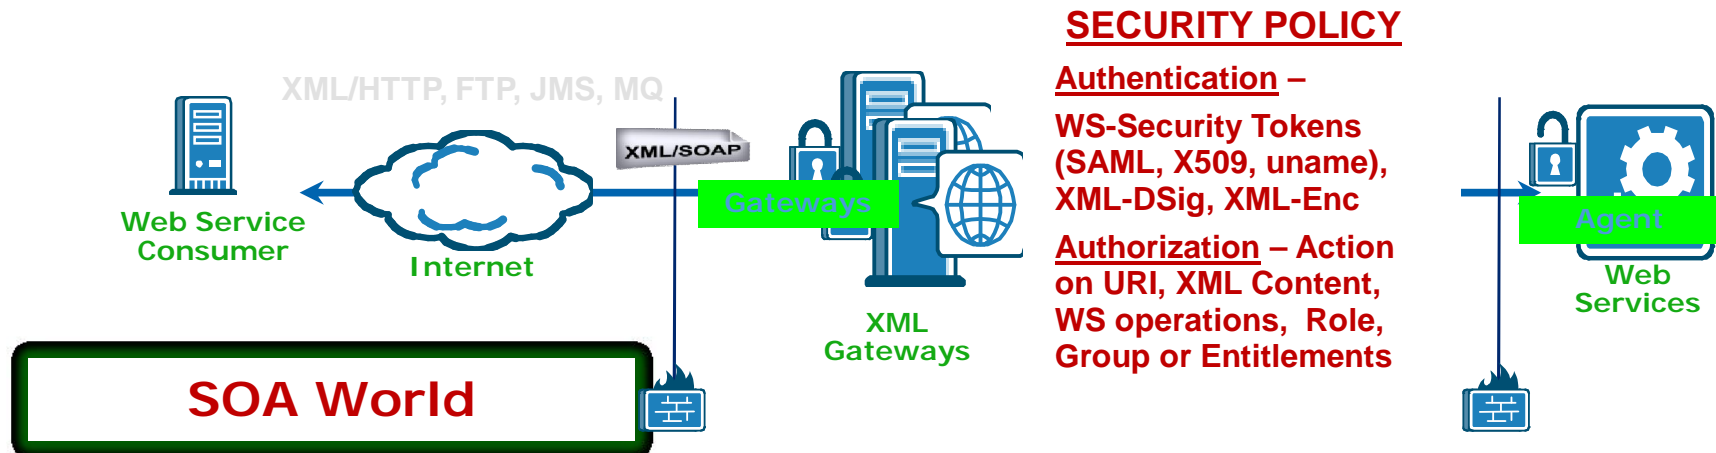 SECURITY POLICY
XML/HTTP, FTP, JMS, MQ
Authentication –
WS-Security Tokens
(SAML, X509, uname),
XML-DSig, XML-Enc
Authorization – Action
on URI, XML Content,
WS operations, Role,
Group or Entitlements
XML/SOAP
Gateways
Agent
Web Service
Consumer
Internet
XML
Gateways
Web
Services
SOA World